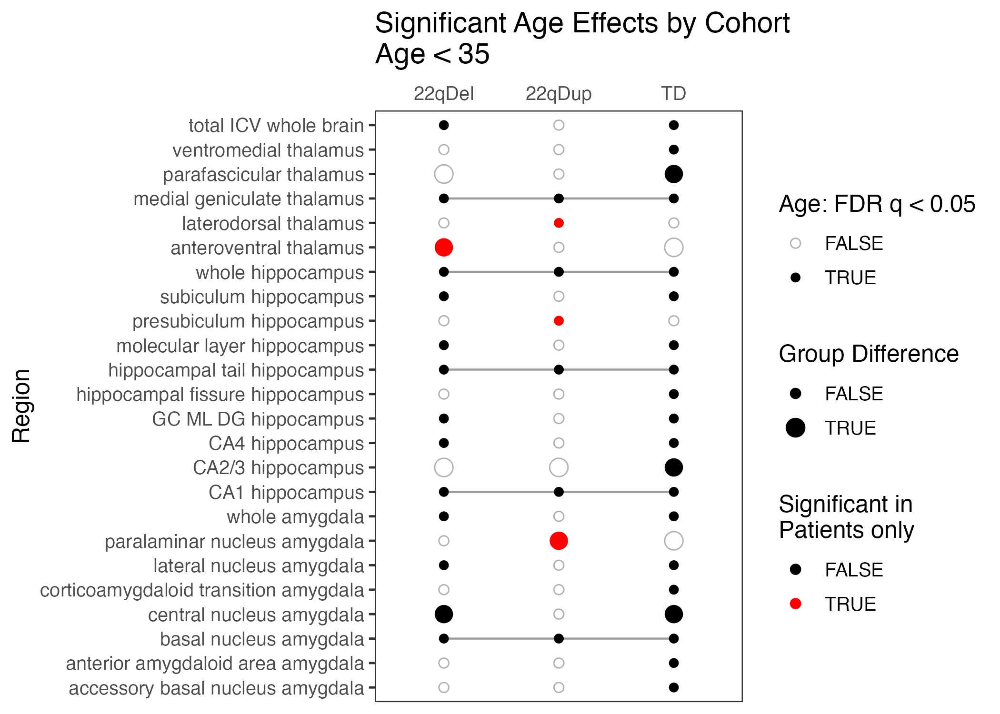 Significant Age Effects by Cohort
Age < 35
22qDel 22qDup TD
total ICV whole brain
ventromedial thalamus
parafascicular thalamus
medial geniculate thalamus
laterodorsal thalamus
anteroventral thalamus
whole hippocampus
subiculum hippocampus
presubiculum hippocampus
molecular layer hippocampus
hippocampal tail hippocampus
hippocampal fissure hippocampus
GC ML DG hippocampus
CA4 hippocampus
CA2/3 hippocampus
CA1 hippocampus
whole amygdala
paralaminar nucleus amygdala
lateral nucleus amygdala
corticoamygdaloid transition amygdala
central nucleus amygdala
basal nucleus amygdala
anterior amygdaloid area amygdala
accessory basal nucleus amygdala
Region
Age: FDR q < 0.05
FALSE
TRUE
Group Difference
FALSE
TRUE
Significant in
Patients only
FALSE
TRUE